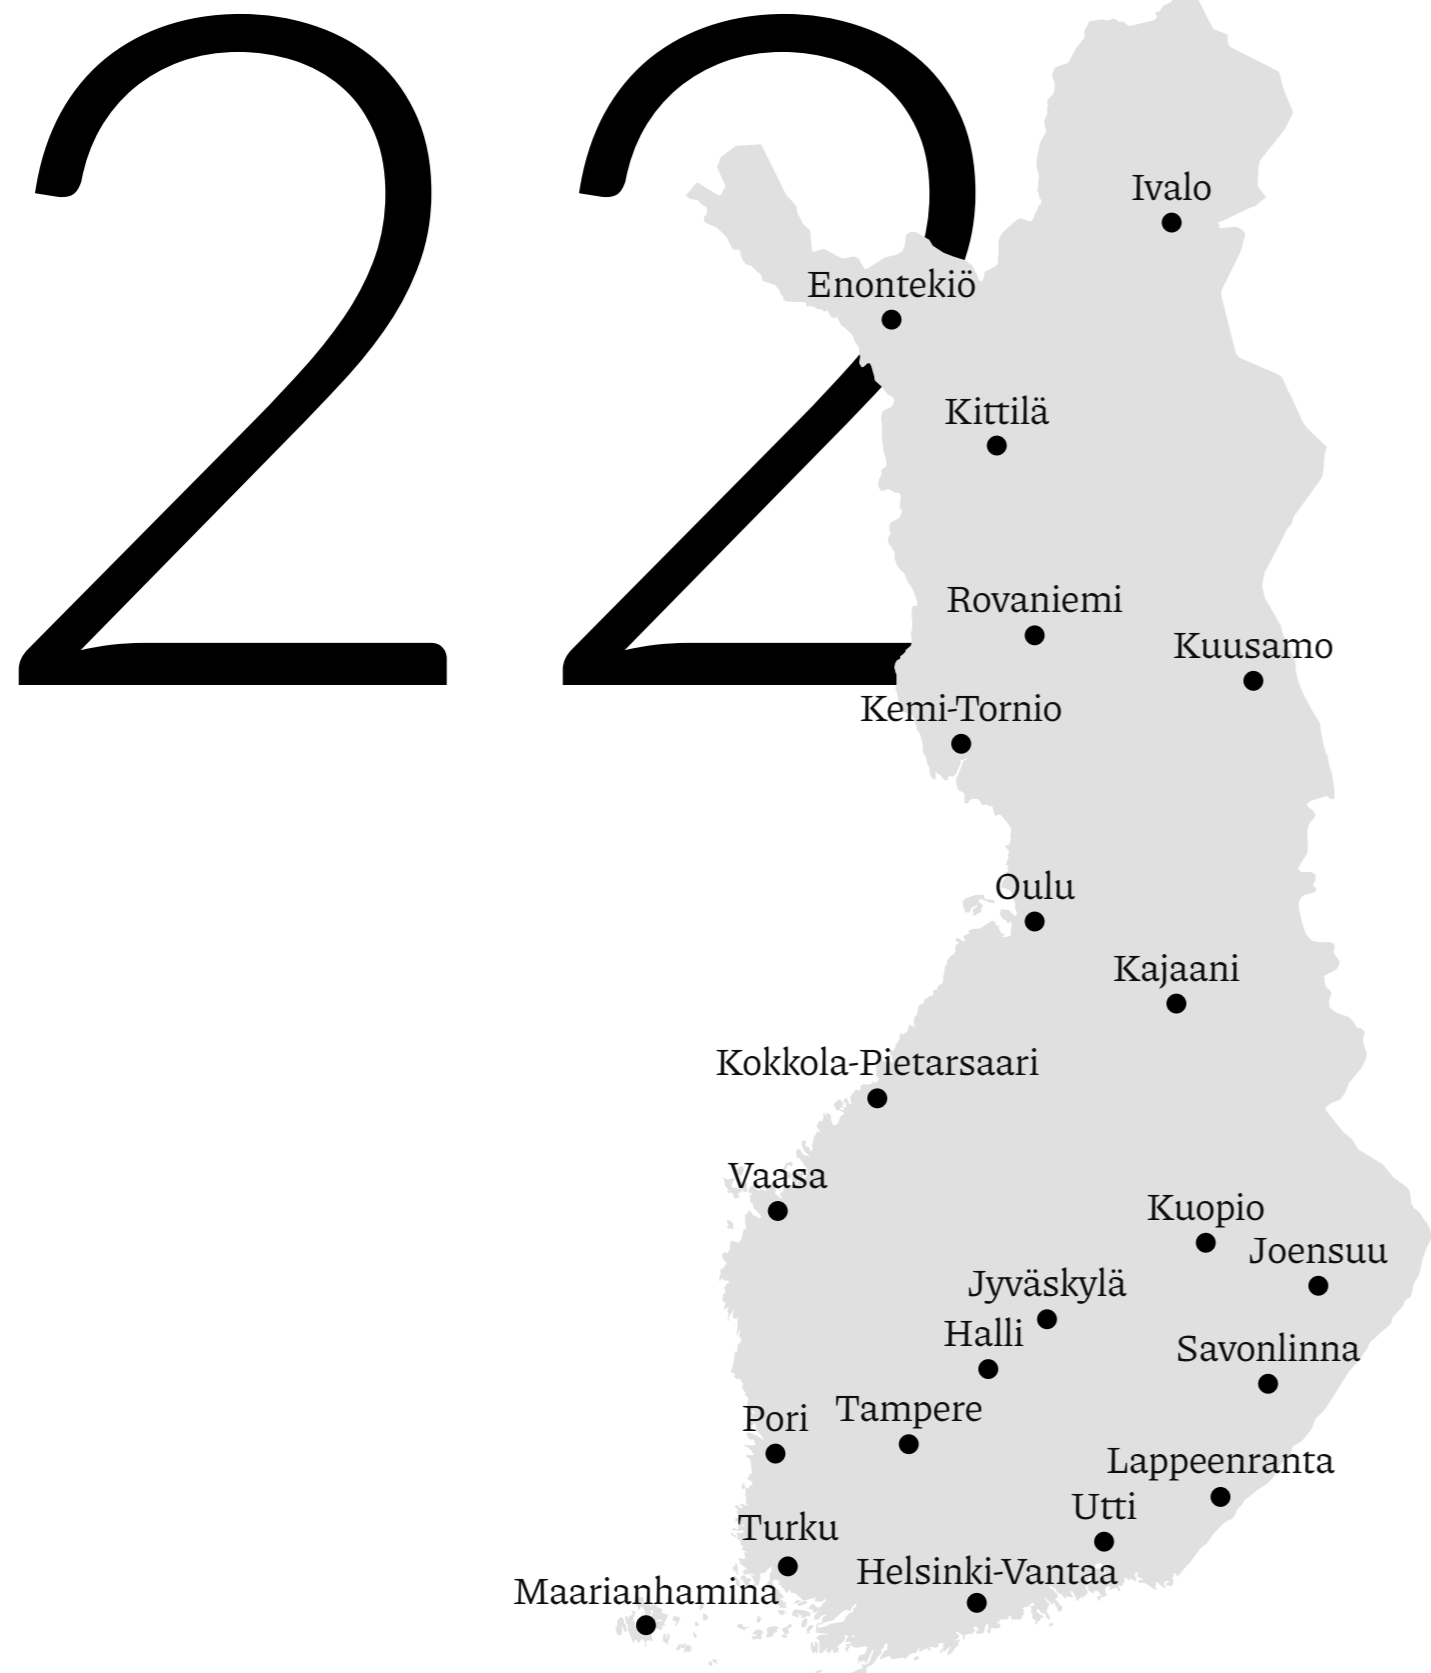 22
Ivalo
Enontekiö
Kittilä
Rovaniemi
Kuusamo
Kemi-Tornio
Oulu
Kajaani
Kokkola-Pietarsaari
Vaasa
Kuopio
Joensuu
Jyväskylä
Halli
Savonlinna
Tampere
Pori
Lappeenranta
Utti
Turku
Helsinki-Vantaa
Maarianhamina